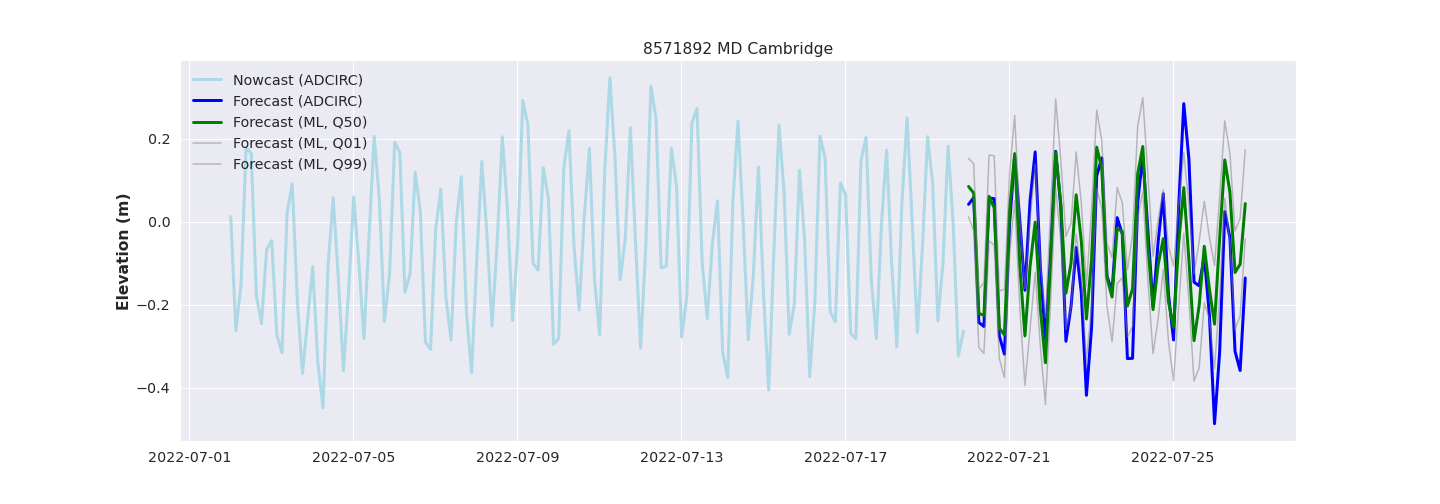 8571892 MD Cambridge
Nowcast (ADCIRC)
Forecast (ADCIRC)
Forecast (ML, Q50)
Forecast (ML, Q01)
Forecast (ML, Q99)
Elevation (m)
0.2
0.0
−0.2
−0.4
2022-07-01 2022-07-05 2022-07-09 2022-07-13 2022-07-17 2022-07-21 2022-07-25